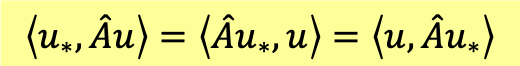 ⟨u∗, Âu⟩ = ⟨Âu∗, u⟩ = ⟨u, Âu∗⟩